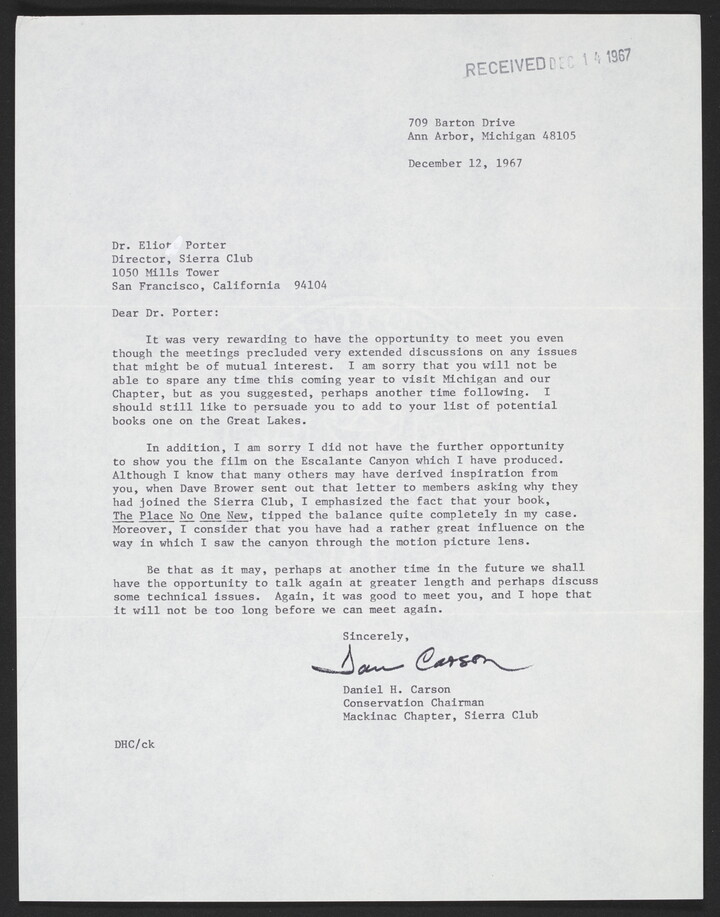 RECEIVED DEC 14 1967
709 Barton Drive
Ann Arbor, Michigan 48105
December 12, 1967
Dr. Eliot Porter
Director, Sierra Club
1050 Mills Tower
San Francisco, California 94104
Dear Dr. Porter:
It was very rewarding to have the opportunity to meet you even
though the meetings precluded very extended discussions on any issues
that might be of mutual interest. I am sorry that you will not be
able to spare any time this coming year to visit Michigan and our
Chapter, but as you suggested, perhaps another time following. I
should still like to persuade you to add to your list of potential
books one on the Great Lakes.
In addition, I am sorry I did not have the further opportunity
to show you the film on the Escalante Canyon which I have produced.
Although I know that many others may have derived inspiration from
you, when Dave Brower sent out that letter to members asking why they
had joined the Sierra Club, I emphasized the fact that your book,
The Place No One New, tipped the balance quite completely in my case.
Moreover, I consider that you have had a rather great influence on the
way in which I saw the canyon through the motion picture lens.
Be that as it may, perhaps at another time in the future we shall
have the opportunity to talk again at greater length and perhaps discuss
some technical issues. Again, it was good to meet you, and I hope that
it will not be too long before we can meet again.
Sincerely,
Dan Carson
Daniel H. Carson
Conservation Chairman
Mackinac Chapter, Sierra Club
DHC/ck